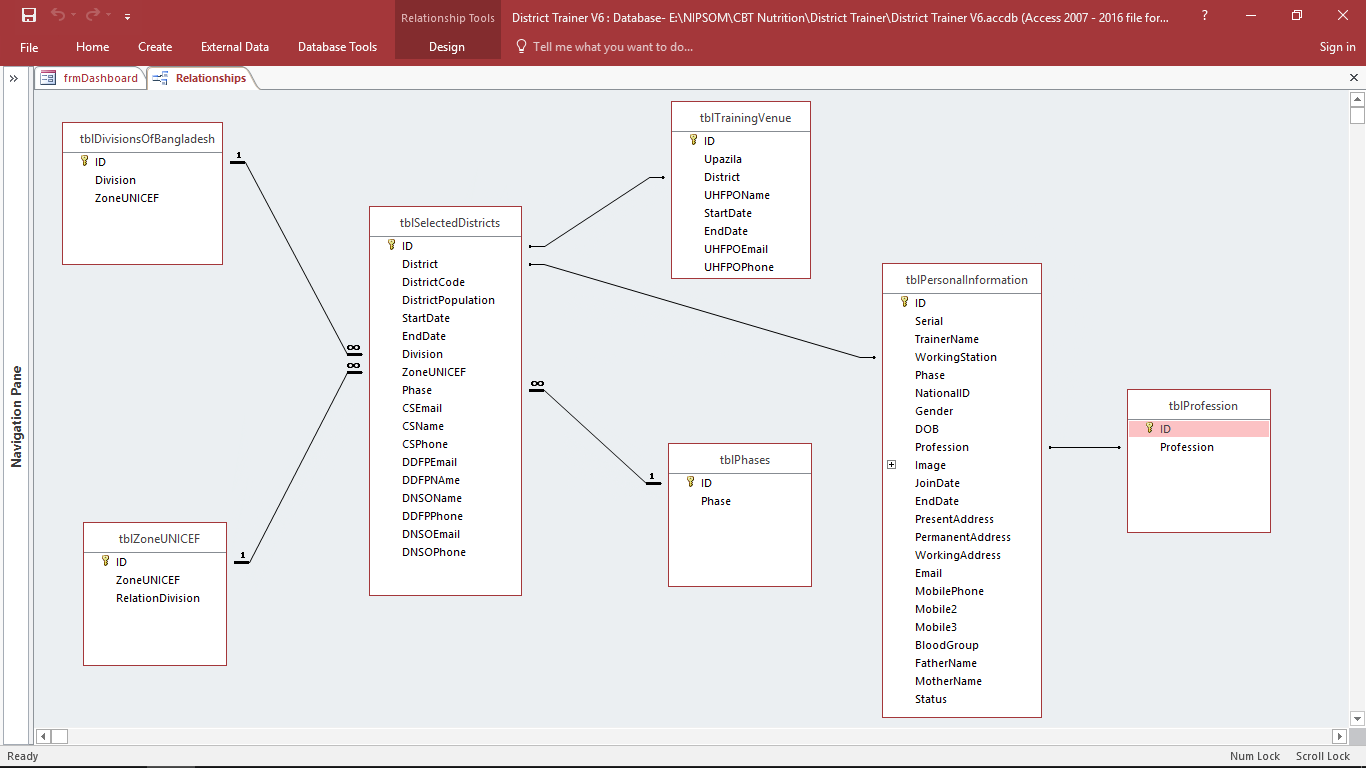 Relationship Tools
District Trainer V6 : Database- E:\NIPSOM\CBT Nutrition\District Trainer\District Trainer V6.accdb (Access 2007 - 2016 file for...
?
File Home Create External Data Database Tools Design Tell me what you want to do... Sign in
» frmDashboard Relationships
Navigation Pane
tblDivisionsOfBangladesh
ID
Division
ZoneUNICEF
1
∞
tblZoneUNICEF
ID
ZoneUNICEF
RelationDivision
1
∞
tblSelectedDistricts
ID
District
DistrictCode
DistrictPopulation
StartDate
EndDate
Division
ZoneUNICEF
Phase
CSEmail
CSName
CSPhone
DDFPEmail
DDFPNAme
DNSOName
DDFPPhone
DNSOEmail
DNSOPhone
∞
1
tblTrainingVenue
ID
Upazila
District
UHFPOName
StartDate
EndDate
UHFPOEmail
UHFPOPhone
tblPhases
ID
Phase
tblPersonalInformation
ID
Serial
TrainerName
WorkingStation
Phase
NationalID
Gender
DOB
Profession
Image
JoinDate
EndDate
PresentAddress
PermanentAddress
WorkingAddress
Email
MobilePhone
Mobile2
Mobile3
BloodGroup
FatherName
MotherName
Status
tblProfession
ID
Profession
Ready Num Lock Scroll Lock